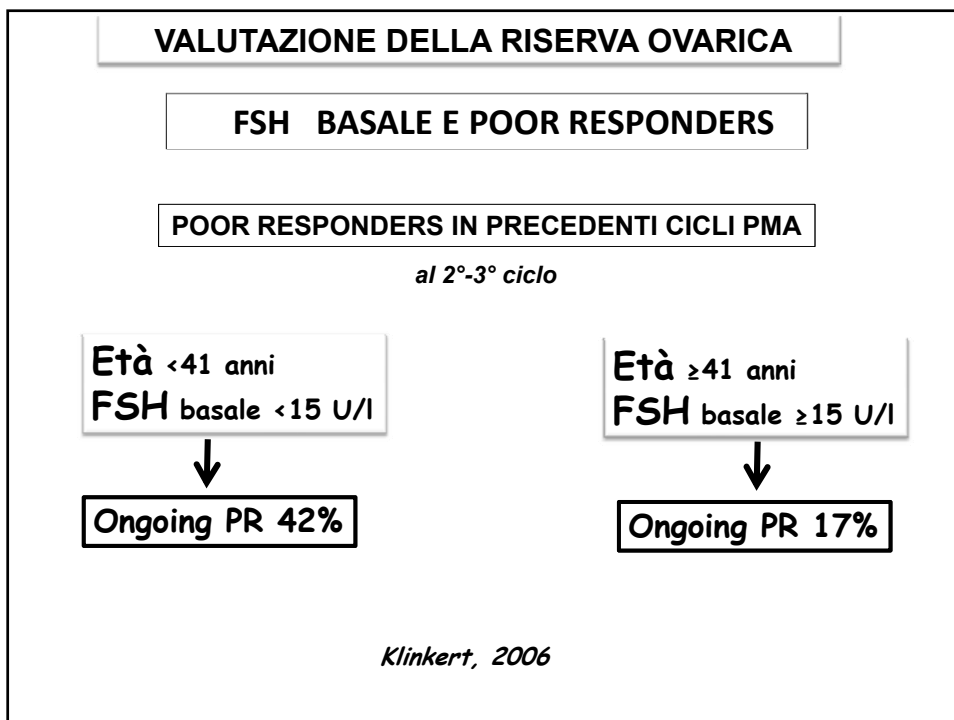 VALUTAZIONE DELLA RISERVA OVARICA
FSH BASALE E POOR RESPONDERS
POOR RESPONDERS IN PRECEDENTI CICLI PMA
al 2°-3° ciclo
Età <41 anni
FSH basale <15 U/l
Ongoing PR 42%
Età ≥41 anni
FSH basale ≥15 U/l
Ongoing PR 17%
Klinkert, 2006